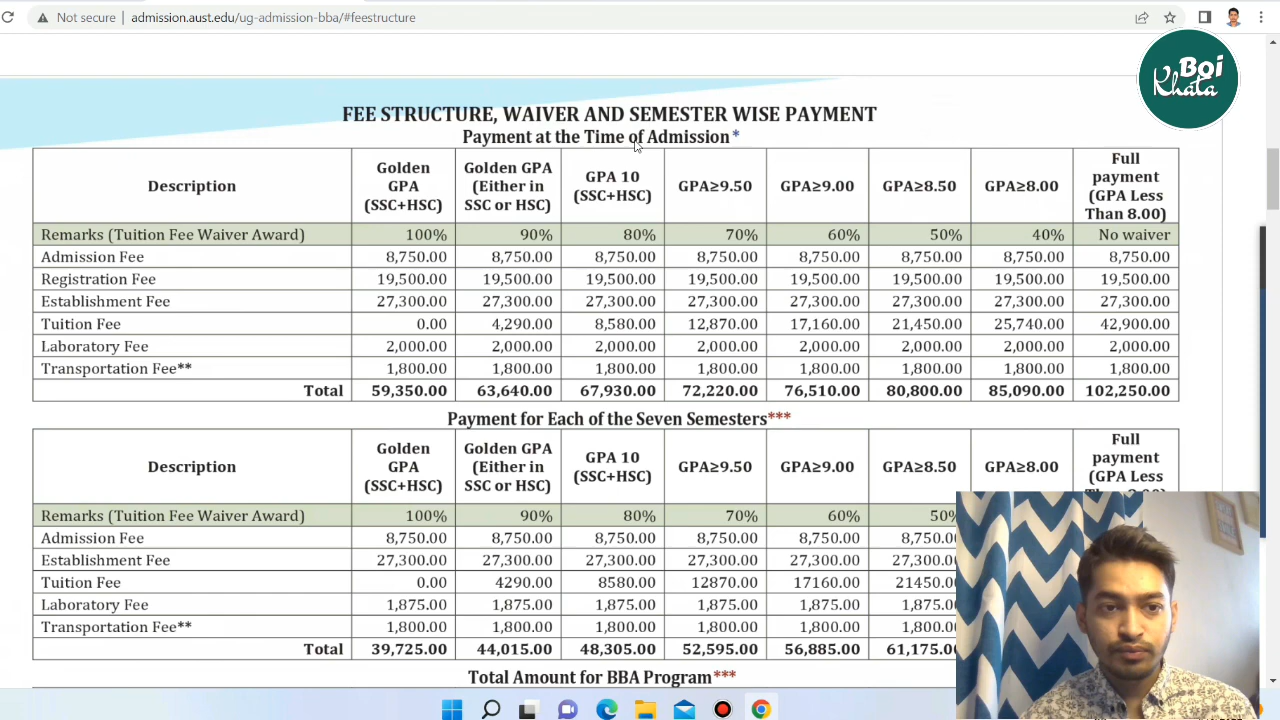 Not secure | admission.aust.edu/ug-admission-bba/#feestructure
Boi
Khata
FEE STRUCTURE, WAIVER AND SEMESTER WISE PAYMENT
Payment at the Time of Admission *
Description | Golden GPA (SSC+HSC) | Golden GPA (Either in SSC or HSC) | GPA 10 (SSC+HSC) | GPA≥9.50 | GPA≥9.00 | GPA≥8.50 | GPA≥8.00 | Full payment (GPA Less Than 8.00)
Remarks (Tuition Fee Waiver Award) | 100% | 90% | 80% | 70% | 60% | 50% | 40% | No waiver
Admission Fee | 8,750.00 | 8,750.00 | 8,750.00 | 8,750.00 | 8,750.00 | 8,750.00 | 8,750.00 | 8,750.00
Registration Fee | 19,500.00 | 19,500.00 | 19,500.00 | 19,500.00 | 19,500.00 | 19,500.00 | 19,500.00 | 19,500.00
Establishment Fee | 27,300.00 | 27,300.00 | 27,300.00 | 27,300.00 | 27,300.00 | 27,300.00 | 27,300.00 | 27,300.00
Tuition Fee | 0.00 | 4,290.00 | 8,580.00 | 12,870.00 | 17,160.00 | 21,450.00 | 25,740.00 | 42,900.00
Laboratory Fee | 2,000.00 | 2,000.00 | 2,000.00 | 2,000.00 | 2,000.00 | 2,000.00 | 2,000.00 | 2,000.00
Transportation Fee** | 1,800.00 | 1,800.00 | 1,800.00 | 1,800.00 | 1,800.00 | 1,800.00 | 1,800.00 | 1,800.00
Total | 59,350.00 | 63,640.00 | 67,930.00 | 72,220.00 | 76,510.00 | 80,800.00 | 85,090.00 | 102,250.00
Payment for Each of the Seven Semesters***
Description | Golden GPA (SSC+HSC) | Golden GPA (Either in SSC or HSC) | GPA 10 (SSC+HSC) | GPA≥9.50 | GPA≥9.00 | GPA≥8.50 | GPA≥8.00 | Full payment (GPA Less
Remarks (Tuition Fee Waiver Award) | 100% | 90% | 80% | 70% | 60% | 50%
Admission Fee | 8,750.00 | 8,750.00 | 8,750.00 | 8,750.00 | 8,750.00 | 8,750.0
Establishment Fee | 27,300.00 | 27,300.00 | 27,300.00 | 27,300.00 | 27,300.00 | 27,300.0
Tuition Fee | 0.00 | 4290.00 | 8580.00 | 12870.00 | 17160.00 | 21450.0
Laboratory Fee | 1,875.00 | 1,875.00 | 1,875.00 | 1,875.00 | 1,875.00 | 1,875.0
Transportation Fee** | 1,800.00 | 1,800.00 | 1,800.00 | 1,800.00 | 1,800.00 | 1,800.0
Total | 39,725.00 | 44,015.00 | 48,305.00 | 52,595.00 | 56,885.00 | 61,175.0
Total Amount for BBA Program***